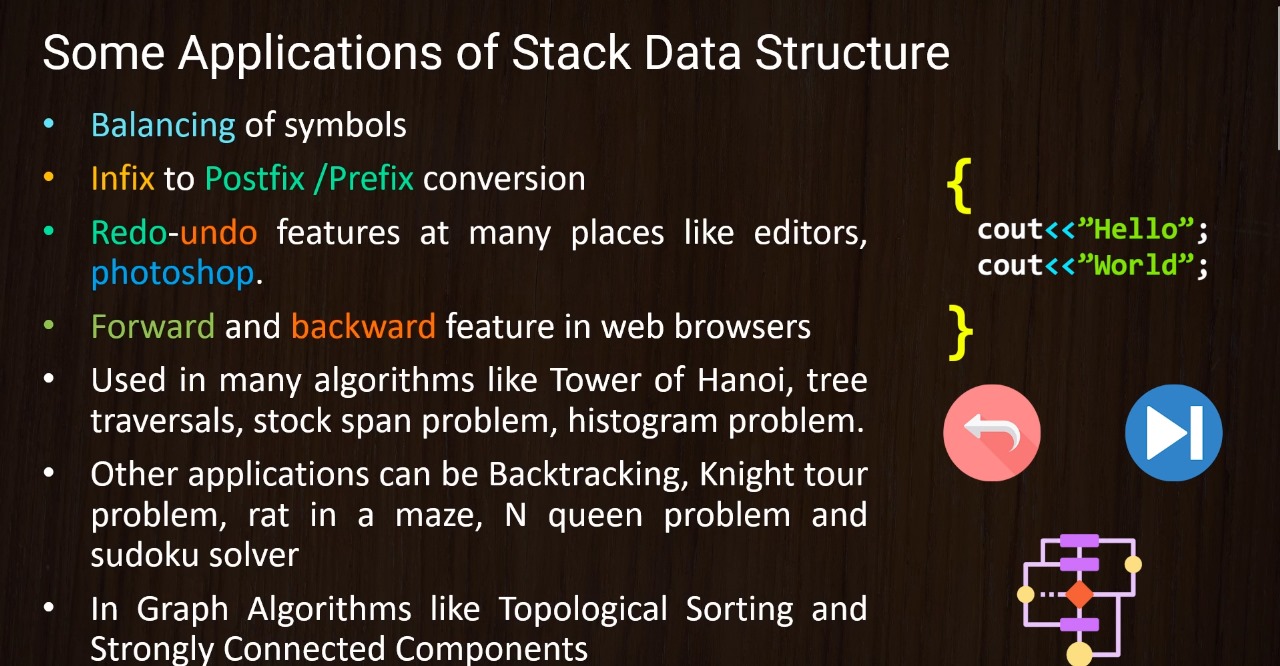 Some Applications of Stack Data Structure
• Balancing of symbols
• Infix to Postfix /Prefix conversion
• Redo-undo features at many places like editors,
photoshop.
• Forward and backward feature in web browsers
• Used in many algorithms like Tower of Hanoi, tree
traversals, stock span problem, histogram problem.
• Other applications can be Backtracking, Knight tour
problem, rat in a maze, N queen problem and
sudoku solver
• In Graph Algorithms like Topological Sorting and
Strongly Connected Components
{
cout<<”Hello”;
cout<<”World”;
}